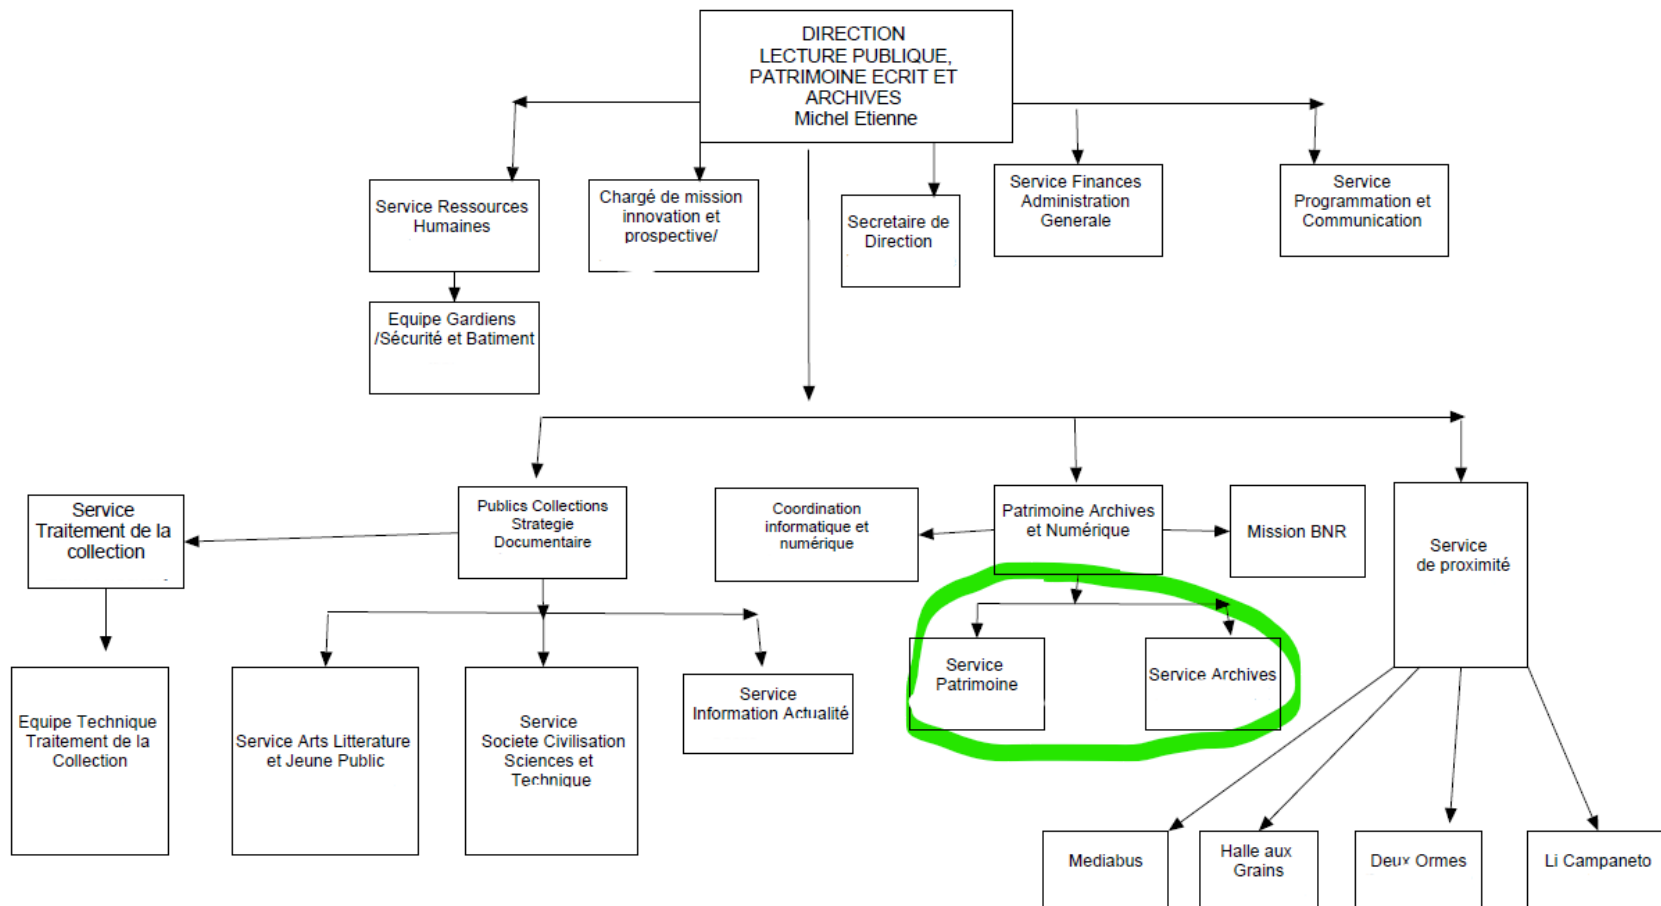 DIRECTION
LECTURE PUBLIQUE,
PATRIMOINE ECRIT ET
ARCHIVES
Michel Etienne
Service Ressources
Humaines
Chargé de mission
innovation et
prospective/
Secretaire de
Direction
Service Finances
Administration
Generale
Service
Programmation et
Communication
Equipe Gardiens
/Sécurité et Batiment
Service
Traitement de la
collection
Publics Collections
Strategie
Documentaire
Coordination
informatique et
numérique
Patrimoine Archives
et Numérique
Mission BNR
Service
de proximité
Equipe Technique
Traitement de la
Collection
Service Arts Litterature
et Jeune Public
Service
Societe Civilisation
Sciences et
Technique
Service
Information Actualité
Service
Patrimoine
Service Archives
Mediabus
Halle aux
Grains
Deux Ormes
Li Campaneto